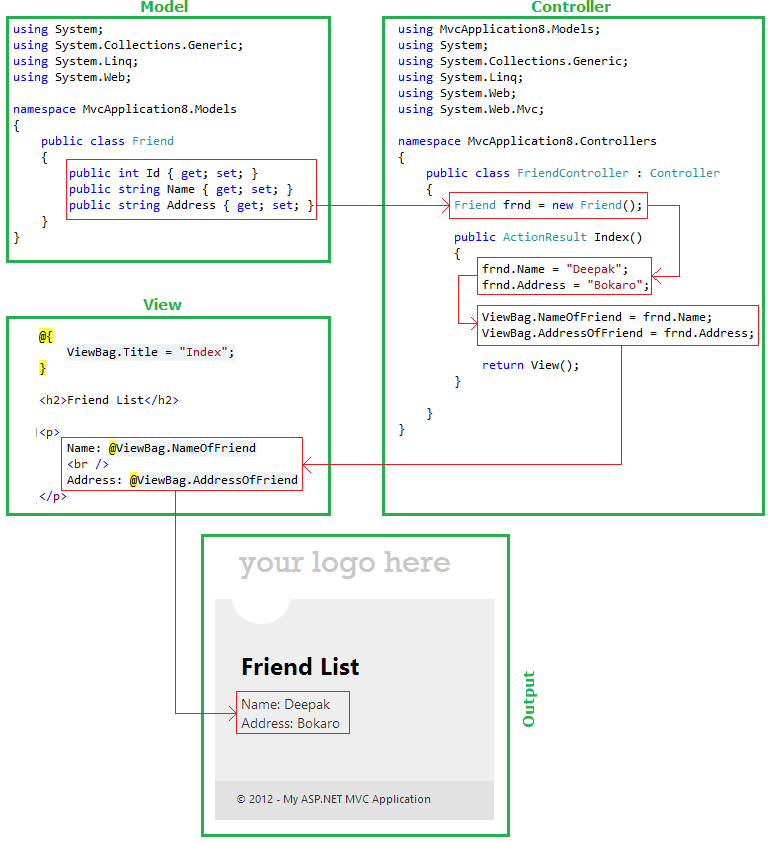 Model
using System;
using System.Collections.Generic;
using System.Linq;
using System.Web;
namespace MvcApplication8.Models
{
public class Friend
{
public int Id { get; set; }
public string Name { get; set; }
public string Address { get; set; }
}
}
Controller
using MvcApplication8.Models;
using System;
using System.Collections.Generic;
using System.Linq;
using System.Web;
using System.Web.Mvc;
namespace MvcApplication8.Controllers
{
public class FriendController : Controller
{
Friend frnd = new Friend();
public ActionResult Index()
{
frnd.Name = "Deepak";
frnd.Address = "Bokaro";
ViewBag.NameOfFriend = frnd.Name;
ViewBag.AddressOfFriend = frnd.Address;
return View();
}
}
}
View
@{
ViewBag.Title = "Index";
}
<h2>Friend List</h2>
<p>
Name: @ViewBag.NameOfFriend
<br />
Address: @ViewBag.AddressOfFriend
</p>
your logo here
Friend List
Name: Deepak
Address: Bokaro
© 2012 - My ASP.NET MVC Application
Output